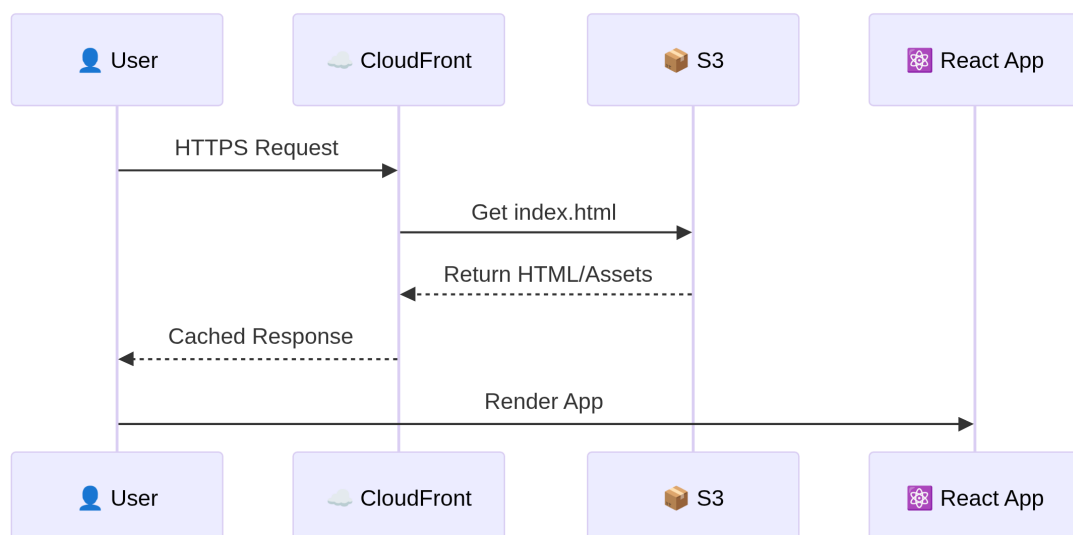 👤 User
☁️ CloudFront
📦 S3
⚛️ React App
HTTPS Request
Get index.html
Return HTML/Assets
Cached Response
Render App
👤 User
☁️ CloudFront
📦 S3
⚛️ React App